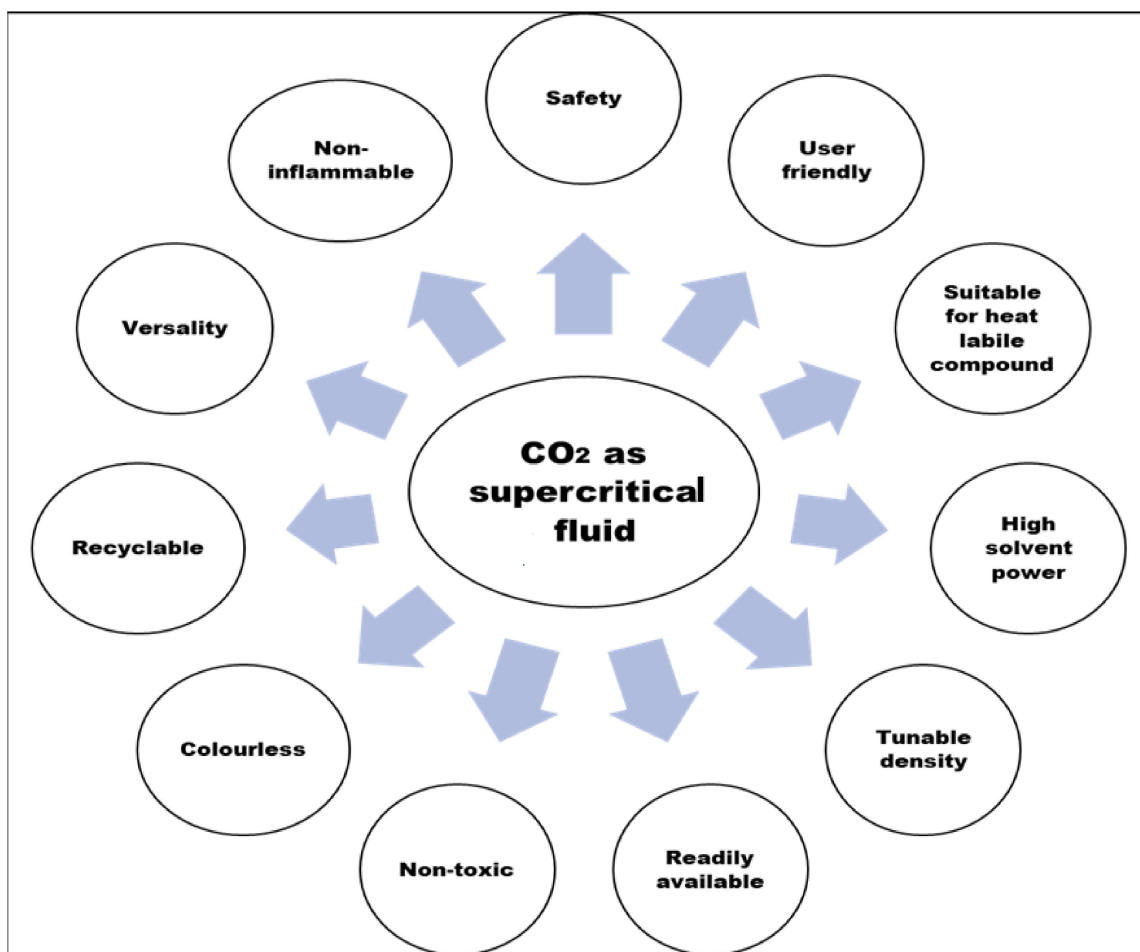 Safety
User
friendly
Suitable
for heat
labile
compound
High
solvent
power
Tunable
density
Readily
available
Non-toxic
Colourless
Recyclable
Versality
Non-
inflammable
CO2 as
supercritical
fluid